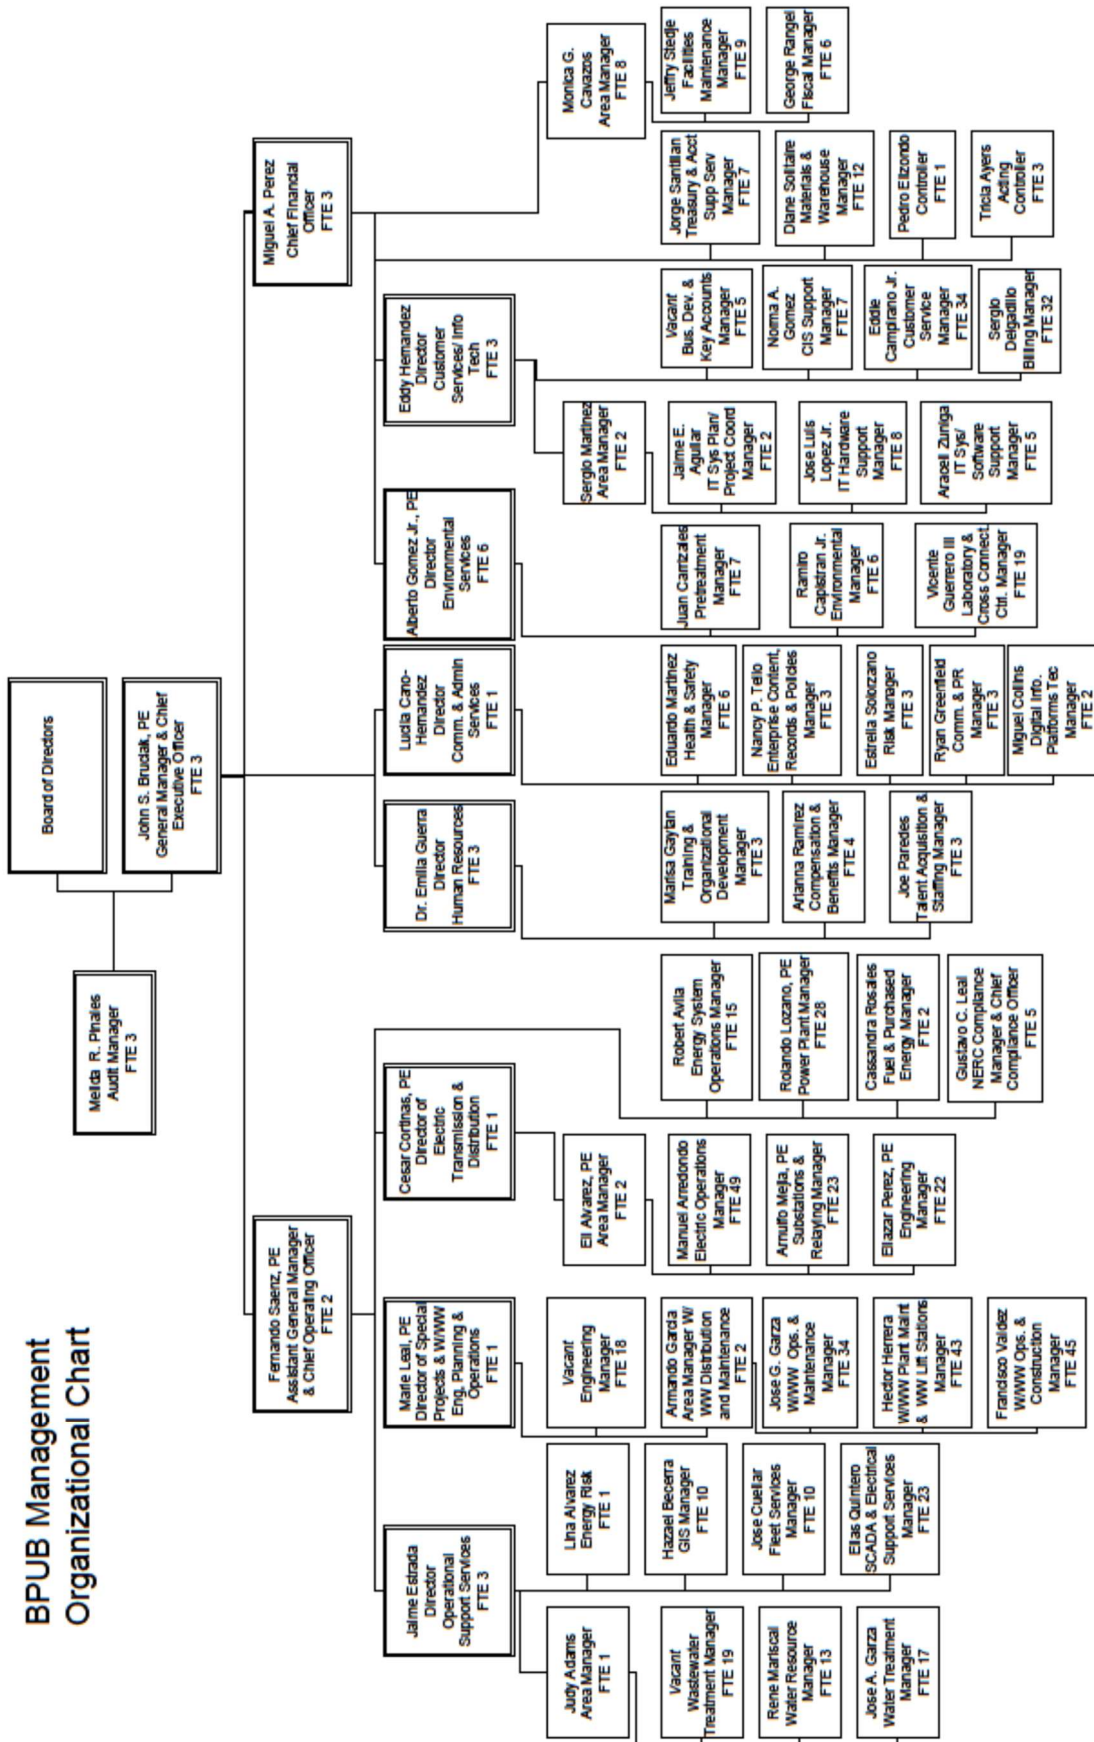 BPUB Management
Organizational Chart
Board of Directors
Melida R. Pinales
Audit Manager
FTE 3
John S. Bruciak, PE
General Manager & Chief
Executive Officer
FTE 3
Fernando Saenz, PE
Assistant General Manager
& Chief Operating Officer
FTE 2
Miguel A. Perez
Chief Financial
Officer
FTE 3
Jaime Estrada
Director
Operational
Support Services
FTE 3
Marie Leal, PE
Director of Special
Projects & W/WW
Eng. Planning &
Operations
FTE 1
Cesar Cortinas, PE
Director of
Electric
Transmission &
Distribution
FTE 1
Dr. Emilia Guerra
Director
Human Resources
FTE 3
Lucila Cano-
Hernandez
Director
Comm. & Admin
Services
FTE 1
Alberto Gomez Jr., PE
Director
Environmental
Services
FTE 6
Eddy Hernandez
Director
Customer
Services/ Info
Tech
FTE 3
Monica G.
Cavazos
Area Manager
FTE 8
Judy Adams
Area Manager
FTE 1
Vacant
Wastewater
Treatment Manager
FTE 19
Rene Mariscal
Water Resource
Manager
FTE 13
Jose A. Garza
Water Treatment
Manager
FTE 17
Lina Alvarez
Energy Risk
FTE 1
Hazael Becerra
GIS Manager
FTE 10
Jose Cuellar
Fleet Services
Manager
FTE 10
Elias Quintero
SCADA & Electrical
Support Services
Manager
FTE 23
Vacant
Engineering
Manager
FTE 18
Armando Garcia
Area Manager W/
WW Distribution
and Maintenance
FTE 2
Jose G. Garza
W/WW Ops. &
Maintenance
Manager
FTE 34
Hector Herrera
W/WW Plant Maint
& WW Lift Stations
Manager
FTE 43
Francisco Valdez
W/WW Ops. &
Construction
Manager
FTE 45
Eli Alvarez, PE
Area Manager
FTE 2
Manuel Arredondo
Electric Operations
Manager
FTE 49
Arnulfo Mejia, PE
Substations &
Relaying Manager
FTE 23
Eliazar Perez, PE
Engineering
Manager
FTE 22
Robert Avila
Energy System
Operations Manager
FTE 15
Rolando Lozano, PE
Power Plant Manager
FTE 28
Cassandra Rosales
Fuel & Purchased
Energy Manager
FTE 2
Gustavo C. Leal
NERC Compliance
Manager & Chief
Compliance Officer
FTE 5
Marisa Gaytan
Training &
Organizational
Development
Manager
FTE 3
Arianna Ramirez
Compensation &
Benefits Manager
FTE 4
Joe Paredes
Talent Acquisition &
Staffing Manager
FTE 3
Eduardo Martinez
Health & Safety
Manager
FTE 6
Nancy P. Tello
Enterprise Content,
Records & Policies
Manager
FTE 3
Estrella Solorzano
Risk Manager
FTE 3
Ryan Greenfield
Comm. & PR
Manager
FTE 3
Miguel Collins
Digital Info.
Platforms Tec
Manager
FTE 2
Juan Carrizales
Pretreatment
Manager
FTE 7
Ramiro
Capistran Jr.
Environmental
Manager
FTE 6
Vicente
Guerrero III
Laboratory &
Cross Connect.
Ctrl. Manager
FTE 19
Sergio Martinez
Area Manager
FTE 2
Jaime E.
Aguilar
IT Sys Plan/
Project Coord
Manager
FTE 2
Jose Luis
Lopez Jr.
IT Hardware
Support
Manager
FTE 8
Araceli Zuniga
IT Sys/
Software
Support
Manager
FTE 5
Vacant
Bus. Dev. &
Key Accounts
Manager
FTE 5
Norma A.
Gomez
CIS Support
Manager
FTE 7
Eddie
Campirano Jr.
Customer
Service
Manager
FTE 34
Sergio
Delgadillo
Billing Manager
FTE 32
Jorge Santillan
Treasury & Acct
Supp Serv
Manager
FTE 7
Diane Solitaire
Materials &
Warehouse
Manager
FTE 12
Pedro Elizondo
Controller
FTE 1
Tricia Ayers
Acting
Controller
FTE 3
Jeffry Stedje
Facilities
Maintenance
Manager
FTE 9
George Rangel
Fiscal Manager
FTE 6